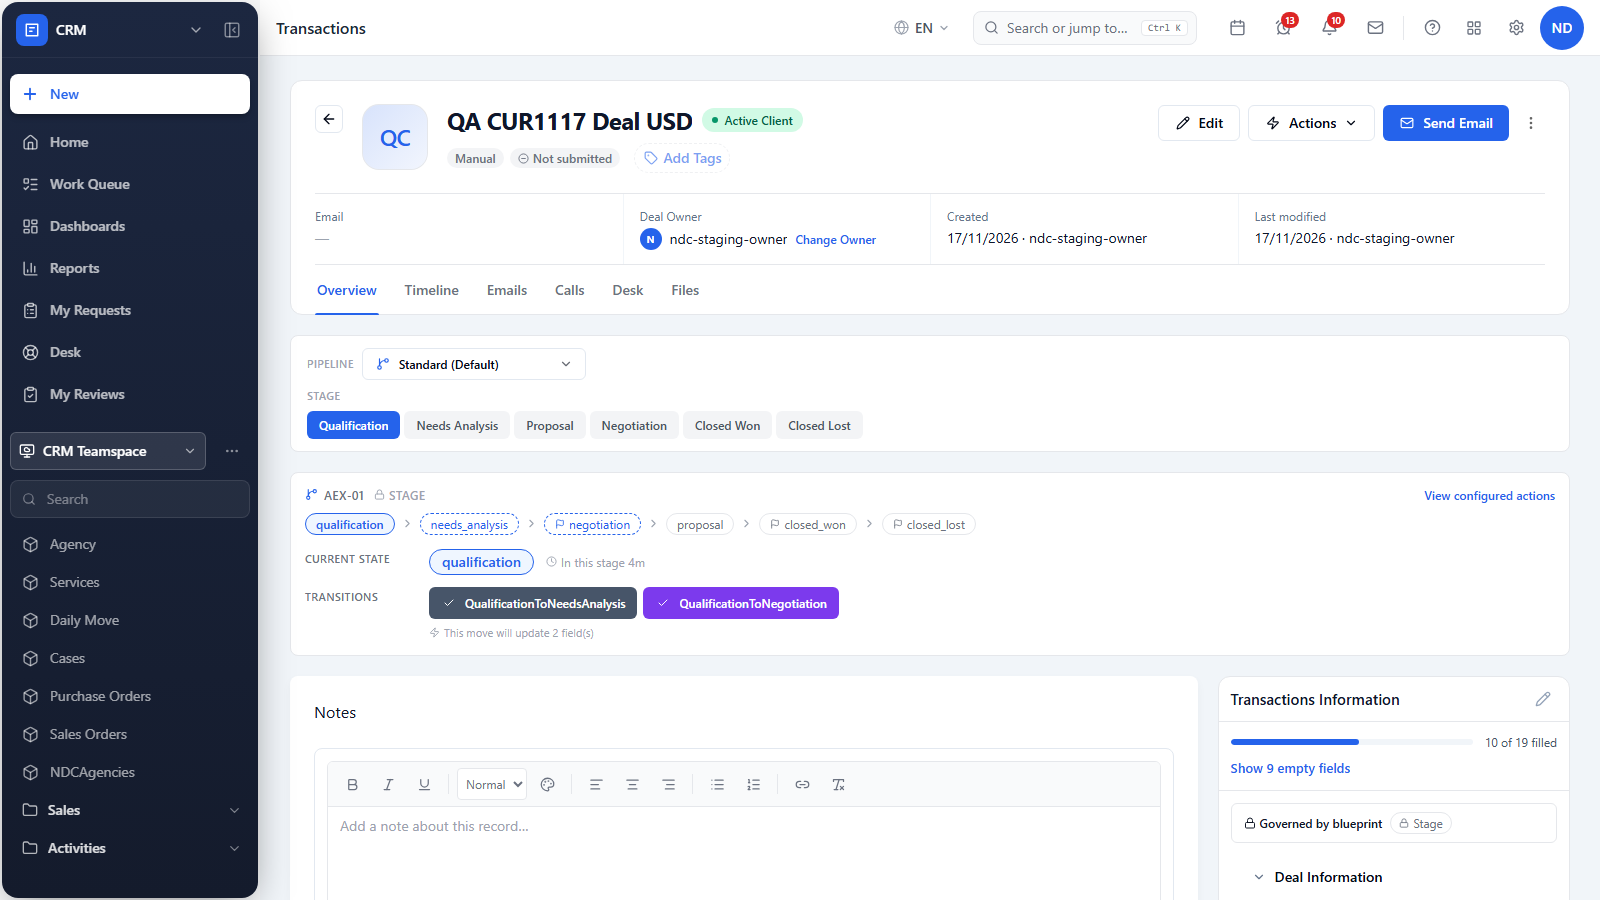 CRM
Transactions
EN
Search or jump to...
Ctrl K
13
10
ND
New
Home
Work Queue
Dashboards
Reports
My Requests
Desk
My Reviews
CRM Teamspace
Search
Agency
Services
Daily Move
Cases
Purchase Orders
Sales Orders
NDCAgencies
Sales
Activities
QC
QA CUR1117 Deal USD
Active Client
Manual
Not submitted
Add Tags
Edit
Actions
Send Email
Email
—
Deal Owner
N ndc-staging-owner Change Owner
Created
17/11/2026 · ndc-staging-owner
Last modified
17/11/2026 · ndc-staging-owner
Overview Timeline Emails Calls Desk Files
PIPELINE Standard (Default)
STAGE
Qualification Needs Analysis Proposal Negotiation Closed Won Closed Lost
AEX-01 STAGE
View configured actions
qualification needs_analysis negotiation proposal closed_won closed_lost
CURRENT STATE qualification In this stage 4m
TRANSITIONS QualificationToNeedsAnalysis QualificationToNegotiation
This move will update 2 field(s)
Notes
B I U Normal
Add a note about this record...
Transactions Information
10 of 19 filled
Show 9 empty fields
Governed by blueprint Stage
Deal Information